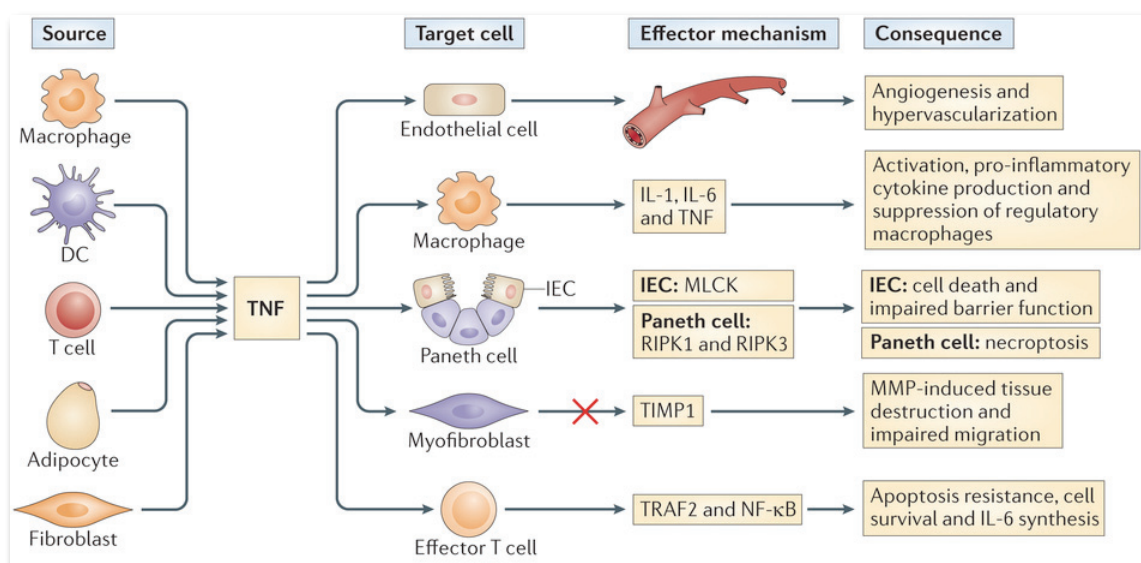 Source
Target cell
Effector mechanism
Consequence
Macrophage
DC
T cell
Adipocyte
Fibroblast
TNF
Endothelial cell
Angiogenesis and
hypervascularization
Macrophage
IL-1, IL-6
and TNF
Activation, pro-inflammatory
cytokine production and
suppression of regulatory
macrophages
IEC
Paneth cell
IEC: MLCK
Paneth cell:
RIPK1 and RIPK3
IEC: cell death and
impaired barrier function
Paneth cell: necroptosis
Myofibroblast
TIMP1
MMP-induced tissue
destruction and
impaired migration
Effector T cell
TRAF2 and NF-κB
Apoptosis resistance, cell
survival and IL-6 synthesis